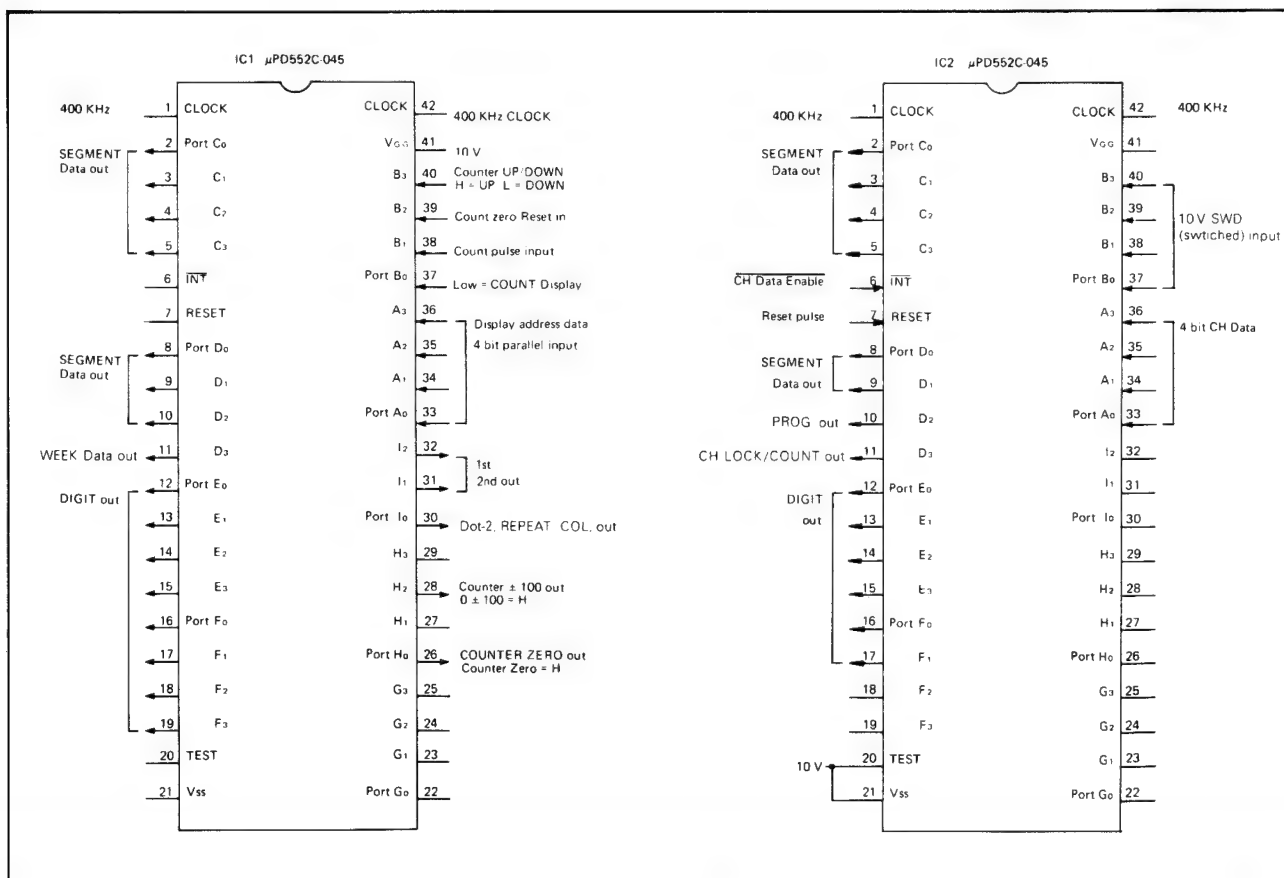 IC1 μPD552C-045
400 KHz 1 CLOCK CLOCK 42 400 KHz CLOCK
SEGMENT Data out
2 Port C0 VGG 41 10 V
3 C1 B3 40 Counter UP/DOWN H = UP L = DOWN
4 C2 B2 39 Count zero Reset in
5 C3 B1 38 Count pulse input
6 INT Port B0 37 Low = COUNT Display
7 RESET A3 36
Display address data
4 bit parallel input
SEGMENT Data out
8 Port D0 A2 35
9 D1 A1 34
10 D2 Port A0 33
WEEK Data out 11 D3 I2 32
1st
2nd out
DIGIT out 12 Port E0 I1 31
13 E1 Port I0 30 Dot-2, REPEAT COL, out
14 E2 H3 29
15 E3 H2 28 Counter ± 100 out
0 ± 100 = H
16 Port F0 H1 27
17 F1 Port H0 26 COUNTER ZERO out
Counter Zero = H
18 F2 G3 25
19 F3 G2 24
20 TEST G1 23
21 Vss Port G0 22
IC2 μPD552C-045
400 KHz 1 CLOCK CLOCK 42 400 KHz
SEGMENT Data out
2 Port C0 VGG 41
3 C1 B3 40
4 C2 B2 39
10 V SWD
(swtiched) input
5 C3 B1 38
CH Data Enable 6 INT Port B0 37
Reset pulse 7 RESET A3 36
4 bit CH Data
SEGMENT
Data out
8 Port D0 A2 35
9 D1 A1 34
PROG out 10 D2 Port A0 33
CH LOCK/COUNT out 11 D3 I2 32
DIGIT
out
12 Port E0 I1 31
13 E1 Port I0 30
14 E2 H3 29
15 E3 H2 28
16 Port F0 H1 27
17 F1 Port H0 26
18 F2 G3 25
19 F3 G2 24
10 V 20 TEST G1 23
21 Vss Port G0 22